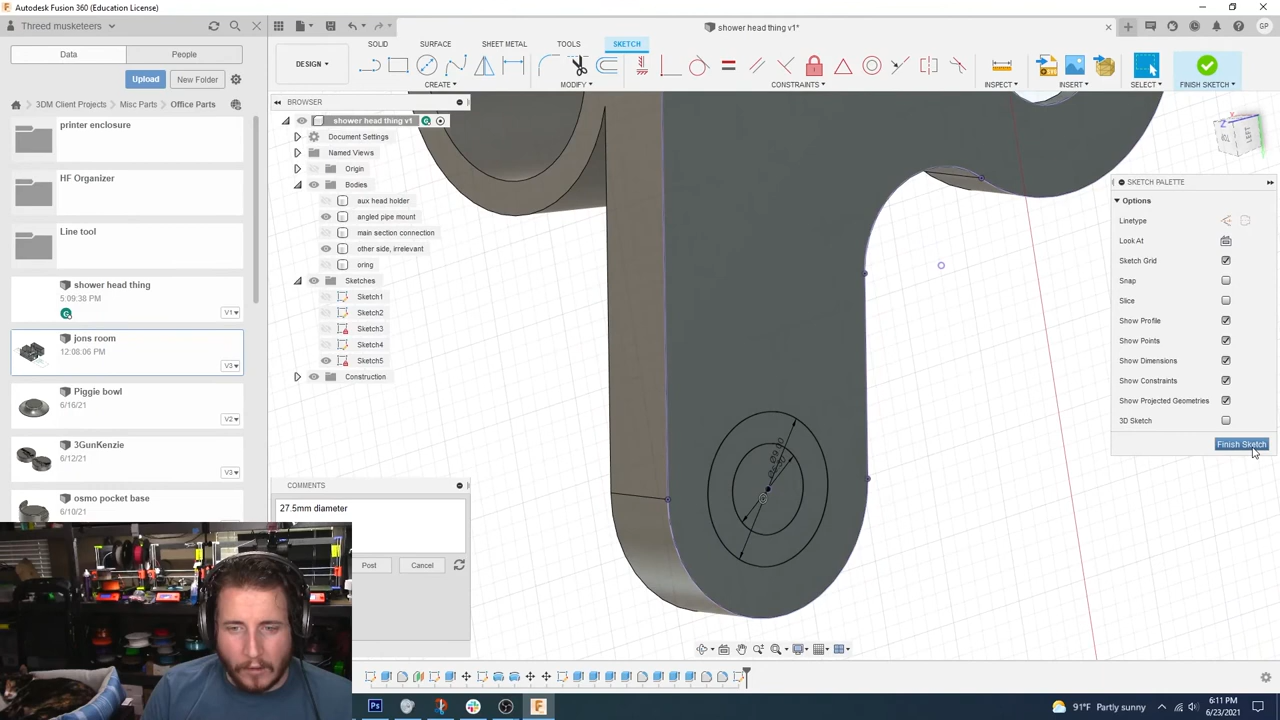 Autodesk Fusion 360 (Education License)
Threed musketeers
shower head thing v1*
GP
Data
People
Upload
New Folder
3DM Client Projects
Misc Parts
Office Parts
printer enclosure
HF Organizer
Line tool
shower head thing
5:09:38 PM
V1
jons room
12:08:06 PM
V3
Piggie bowl
6/16/21
V2
3GunKenzie
6/12/21
V3
osmo pocket base
6/10/21
DESIGN
SOLID
SURFACE
SHEET METAL
TOOLS
SKETCH
CREATE
MODIFY
CONSTRAINTS
INSPECT
INSERT
SELECT
FINISH SKETCH
BROWSER
shower head thing v1
Document Settings
Named Views
Origin
Bodies
aux head holder
angled pipe mount
main section connection
other side, irrelevant
oring
Sketches
Sketch1
Sketch2
Sketch3
Sketch4
Sketch5
Construction
COMMENTS
27.5mm diameter
Post
Cancel
Z
TOP
SKETCH PALETTE
Options
Linetype
Look At
Sketch Grid
Snap
Slice
Show Profile
Show Points
Show Dimensions
Show Constraints
Show Projected Geometries
3D Sketch
Finish Sketch
91°F Partly sunny
6:11 PM
6/23/2021